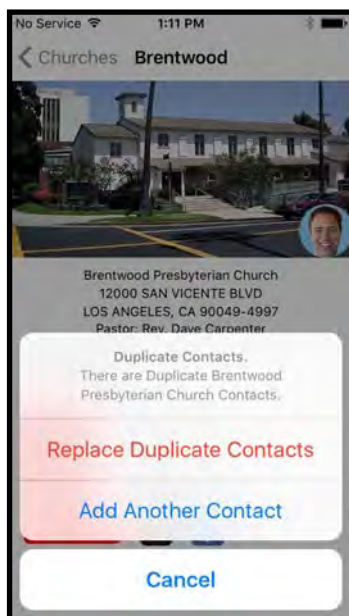 No Service 1:11 PM
Churches Brentwood
Brentwood Presbyterian Church
12000 SAN VICENTE BLVD
LOS ANGELES, CA 90049-4997
Pastor: Rev. Dave Carpenter
Duplicate Contacts.
There are Duplicate Brentwood
Presbyterian Church Contacts.
Replace Duplicate Contacts
Add Another Contact
Cancel